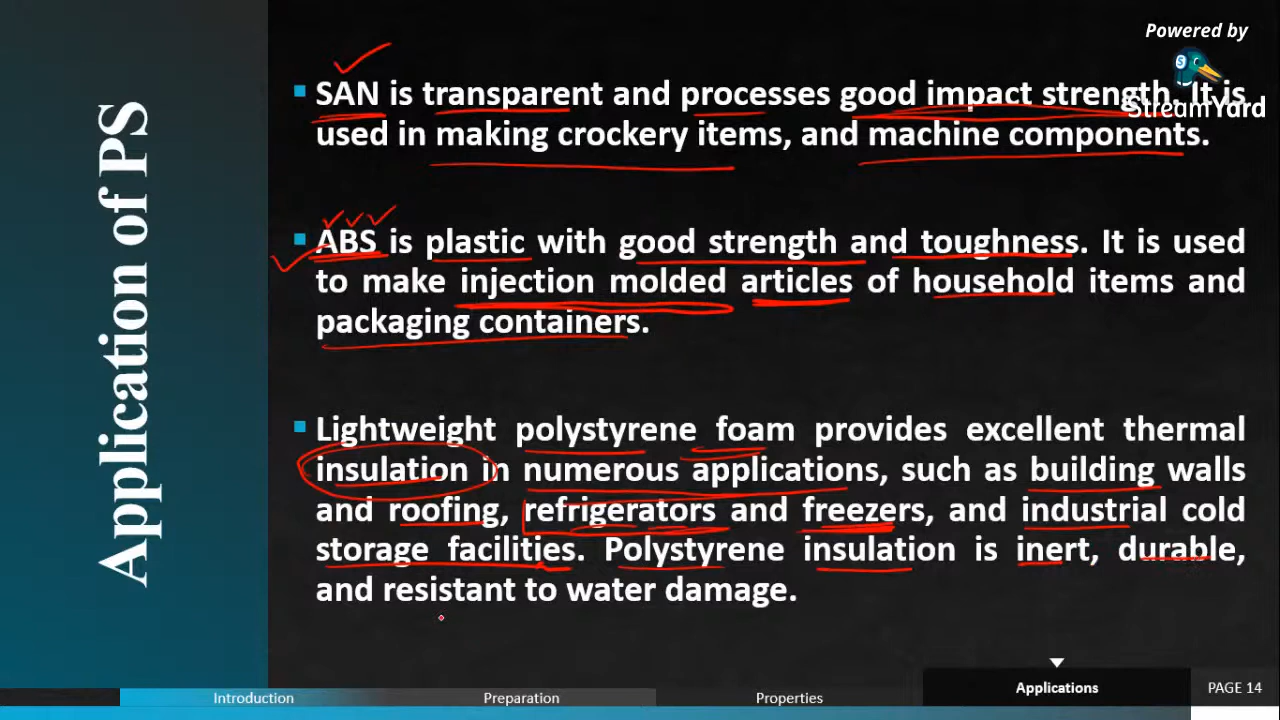 Application of PS
Powered by
StreamYard
SAN is transparent and processes good impact strength. It is
used in making crockery items, and machine components.
ABS is plastic with good strength and toughness. It is used
to make injection molded articles of household items and
packaging containers.
Lightweight polystyrene foam provides excellent thermal
insulation in numerous applications, such as building walls
and roofing, refrigerators and freezers, and industrial cold
storage facilities. Polystyrene insulation is inert, durable,
and resistant to water damage.
Introduction
Preparation
Properties
Applications
PAGE 14